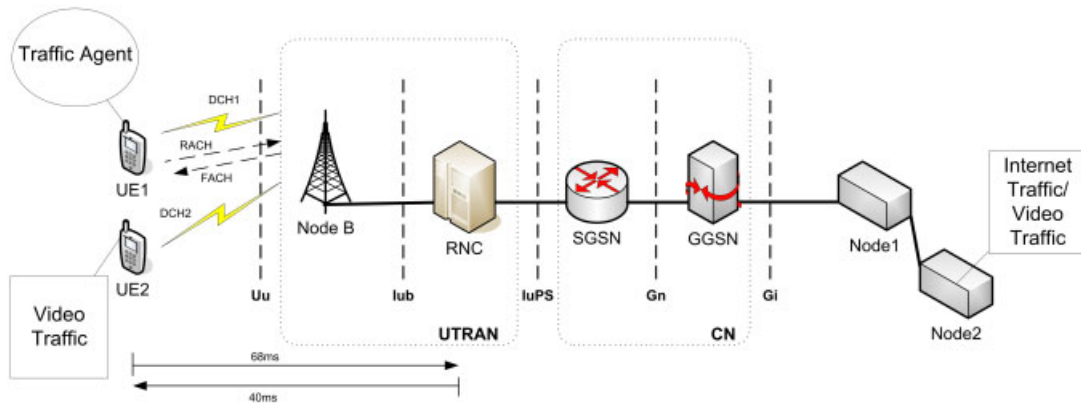 Traffic Agent
DCH1
RACH
FACH
UE1
DCH2
UE2
Video
Traffic
Uu
Node B
Iub
RNC
UTRAN
IuPS
SGSN
Gn
GGSN
CN
Gi
Node1
Node2
Internet
Traffic/
Video
Traffic
68ms
40ms